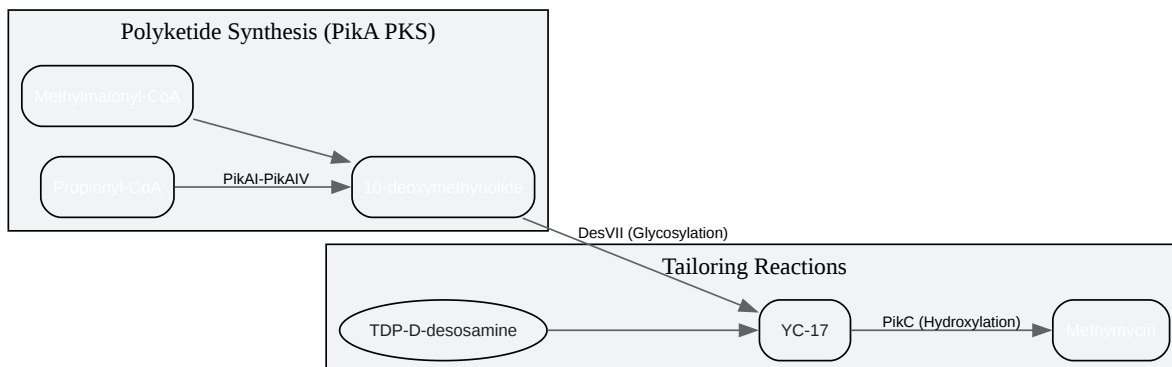 Polyketide Synthesis (PikA PKS)
Methylmalonyl-CoA
Propionyl-CoA
PikAI-PikAIV
10-deoxymethynolide
DesVII (Glycosylation)
Tailoring Reactions
TDP-D-desosamine
YC-17
PikC (Hydroxylation)
Methymycin